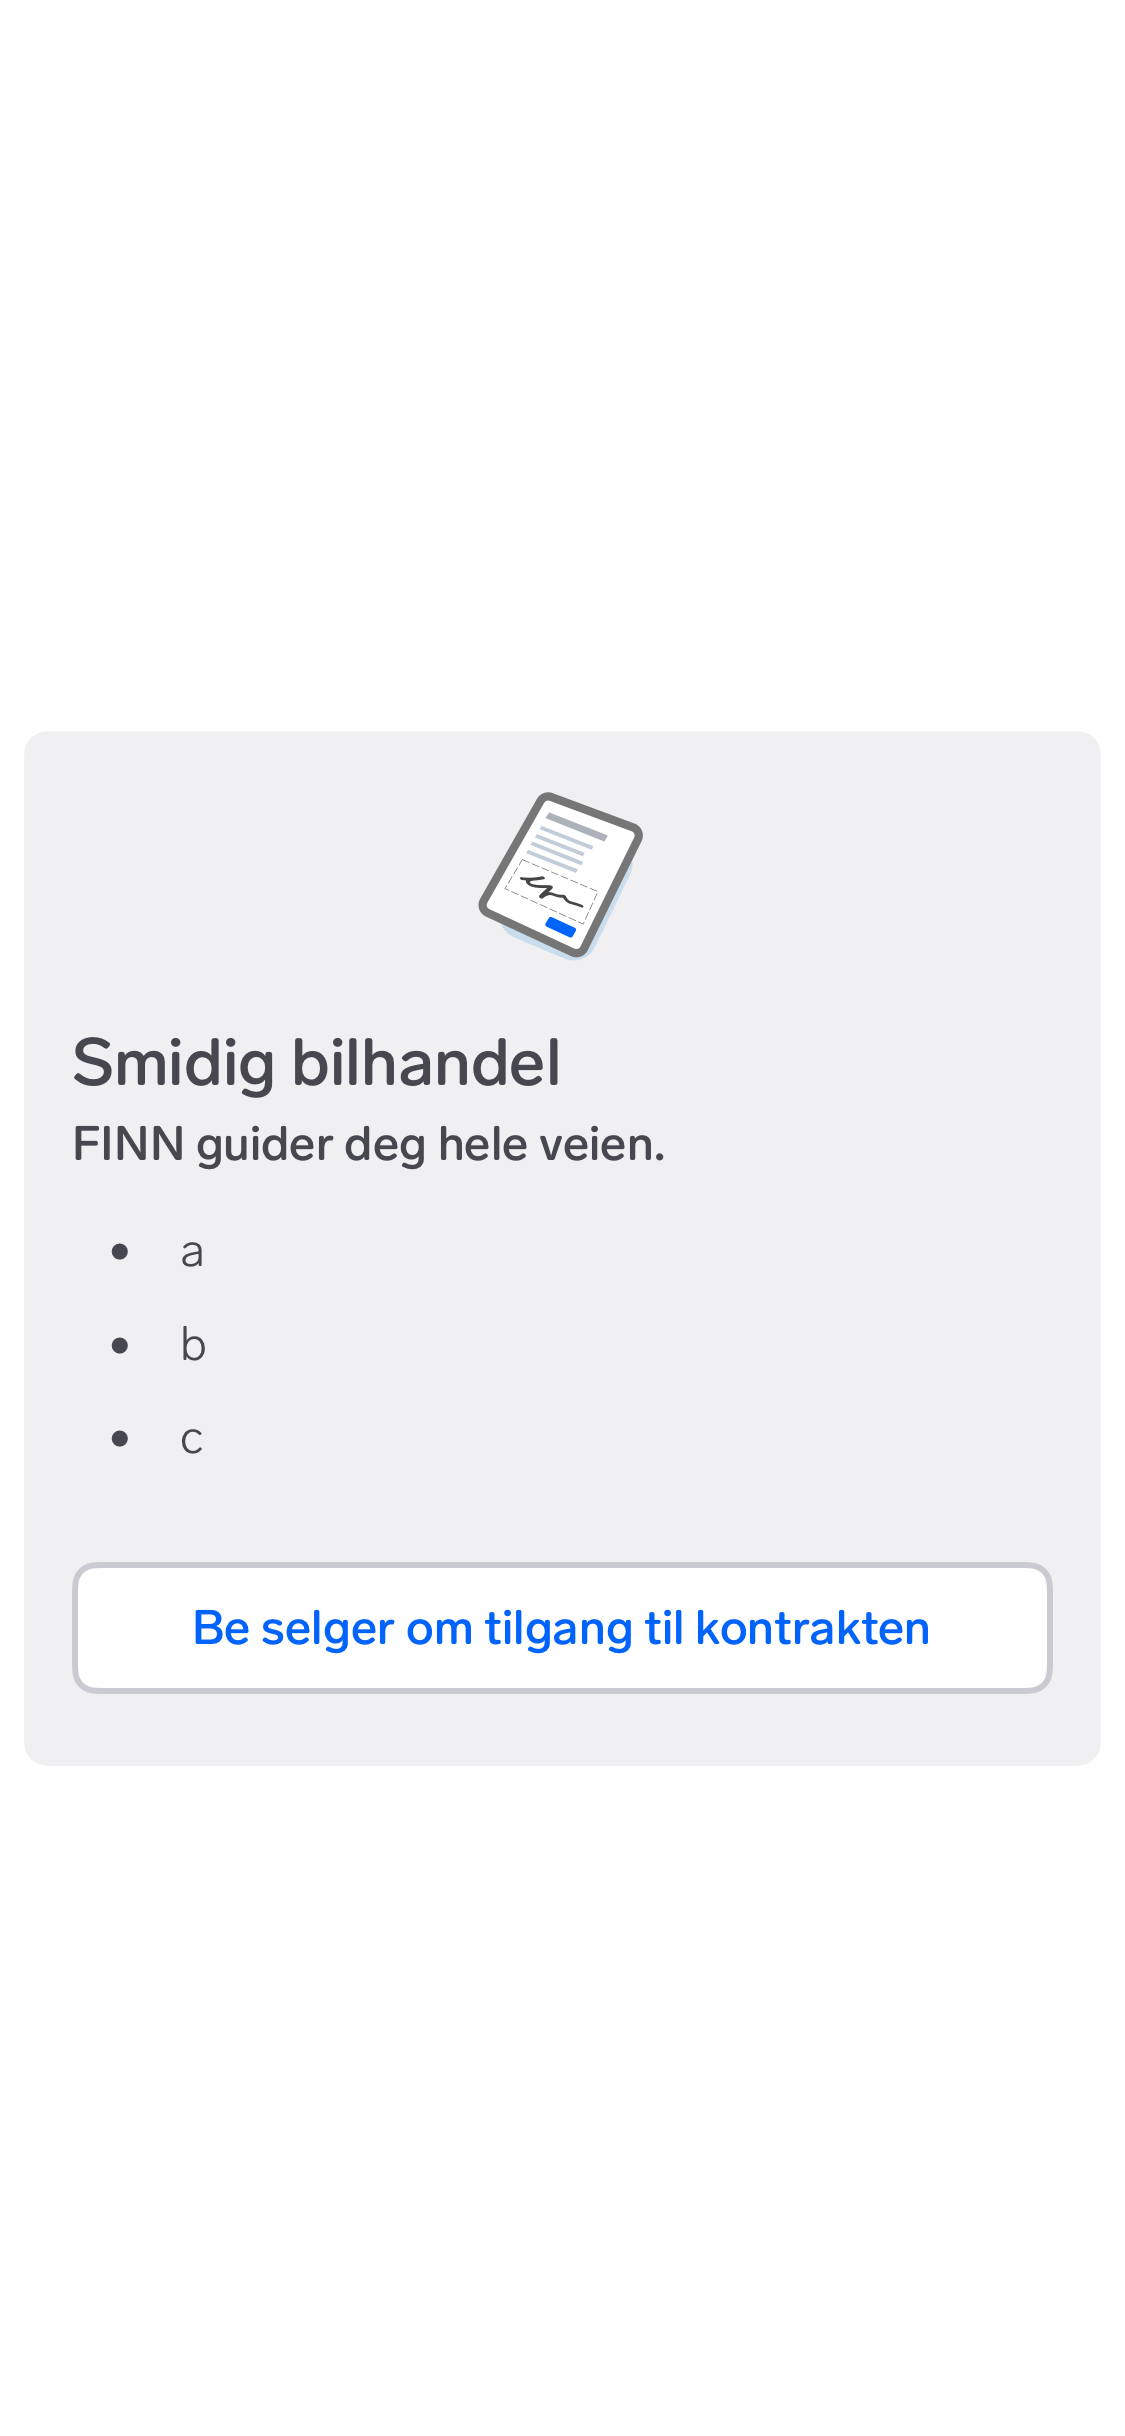 Smidig bilhandel
FINN guider deg hele veien.
• a
• b
• c
Be selger om tilgang til kontrakten